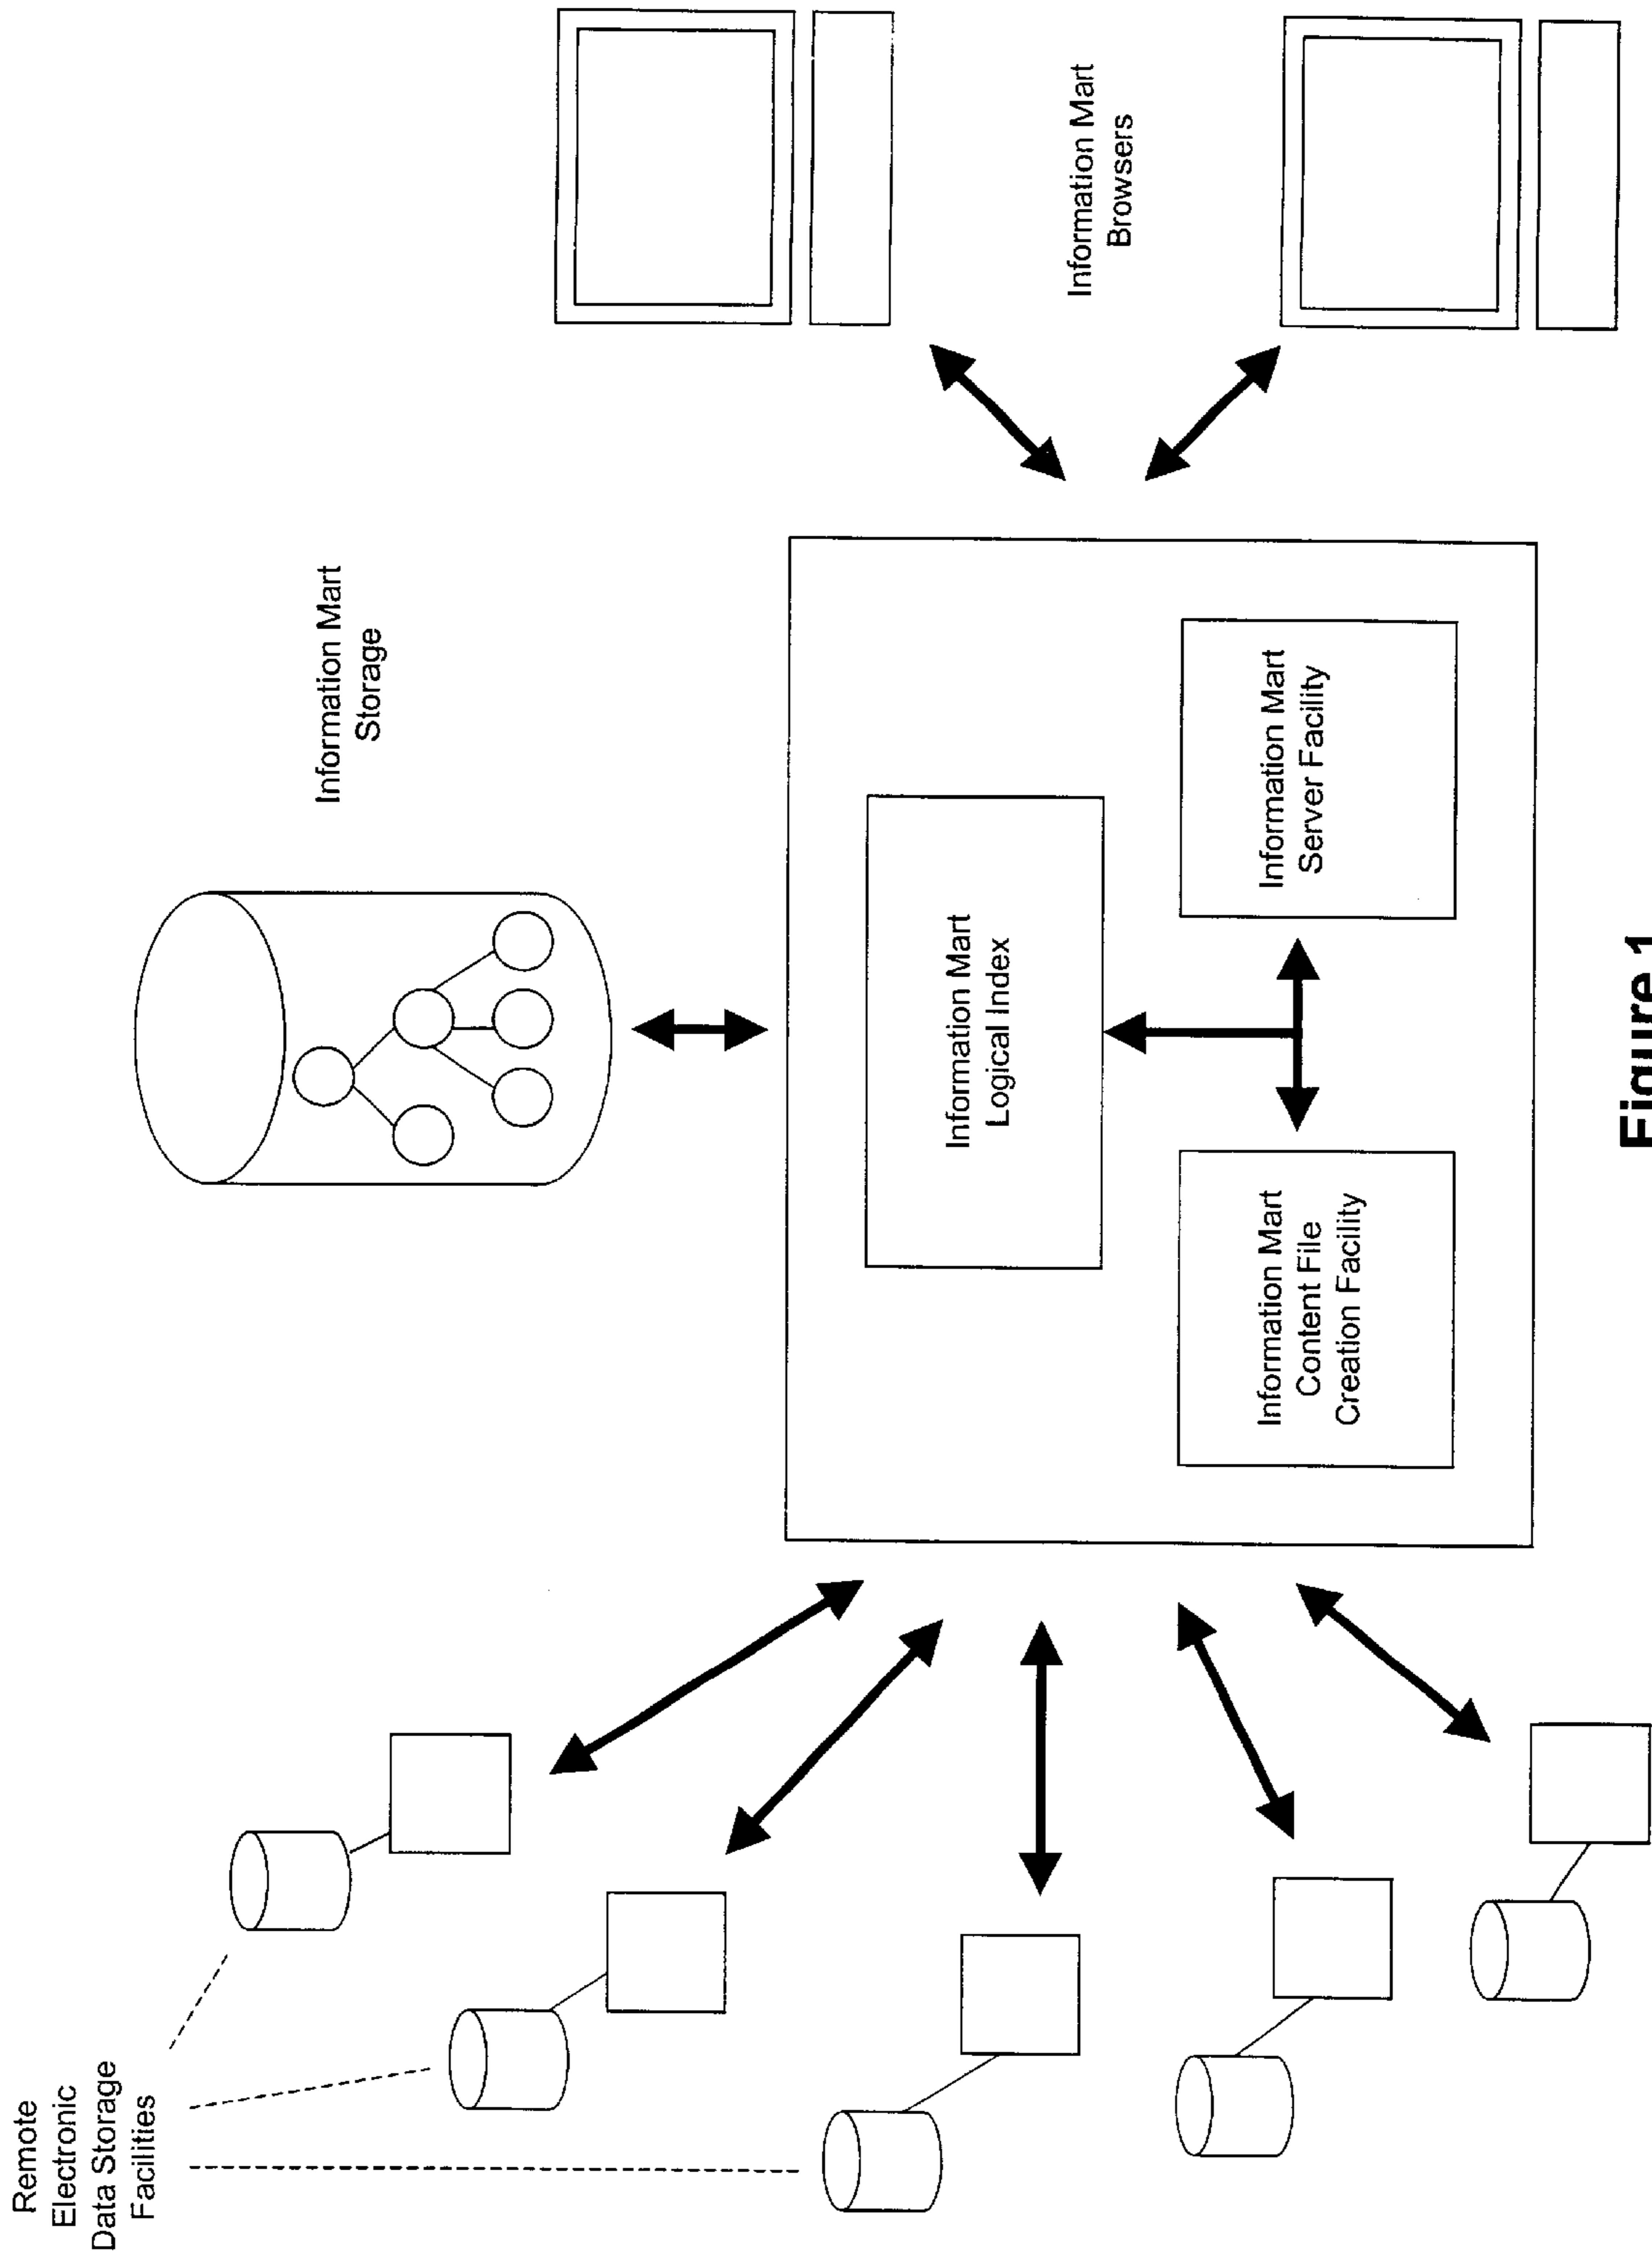 Remote
Electronic
Data Storage
Facilities
Information Mart
Storage
Information Mart
Logical Index
Information Mart
Content File
Creation Facility
Information Mart
Server Facility
Information Mart
Browsers
Figure 1